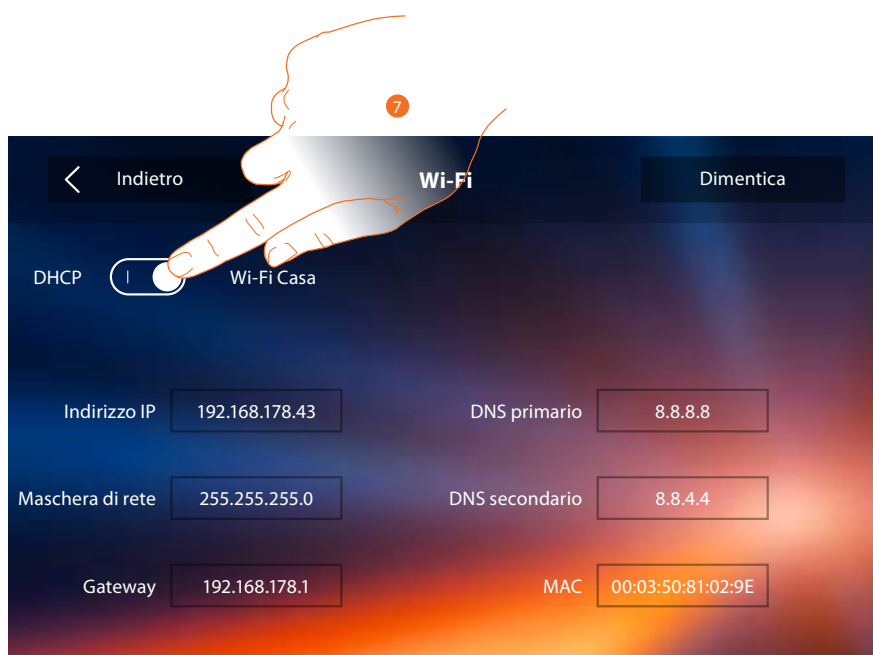 7
Indietro
Wi-Fi
Dimentica
DHCP
Wi-Fi Casa
Indirizzo IP 192.168.178.43
DNS primario 8.8.8.8
Maschera di rete 255.255.255.0
DNS secondario 8.8.4.4
Gateway 192.168.178.1
MAC 00:03:50:81:02:9E